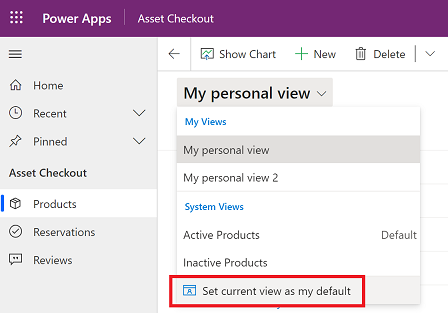 Power Apps Asset Checkout
Show Chart New Delete
Home
Recent
Pinned
Asset Checkout
Products
Reservations
Reviews
My personal view
My Views
My personal view
My personal view 2
System Views
Active Products Default
Inactive Products
A Set current view as my default